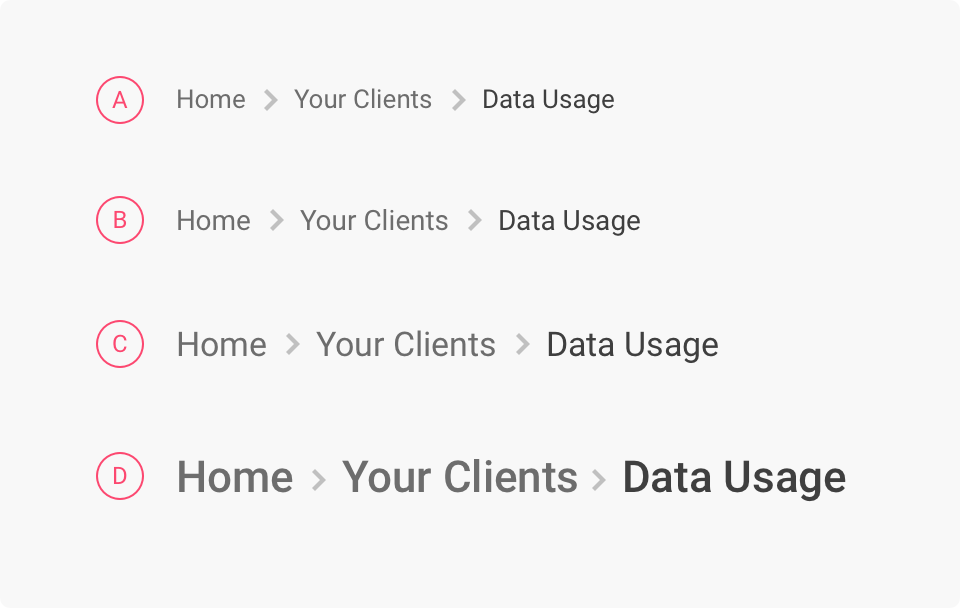 A Home > Your Clients > Data Usage
B Home > Your Clients > Data Usage
C Home > Your Clients > Data Usage
D Home > Your Clients > Data Usage